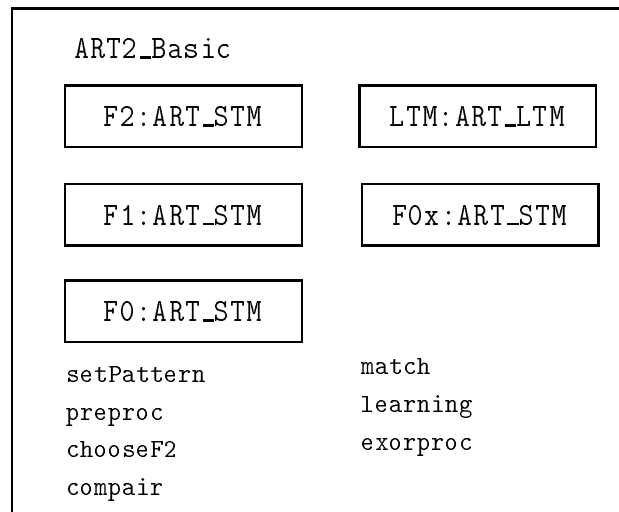 ART2_Basic
F2:ART_STM
LTM:ART_LTM
F1:ART_STM
F0x:ART_STM
F0:ART_STM
setPattern
preproc
chooseF2
compair
match
learning
exorproc